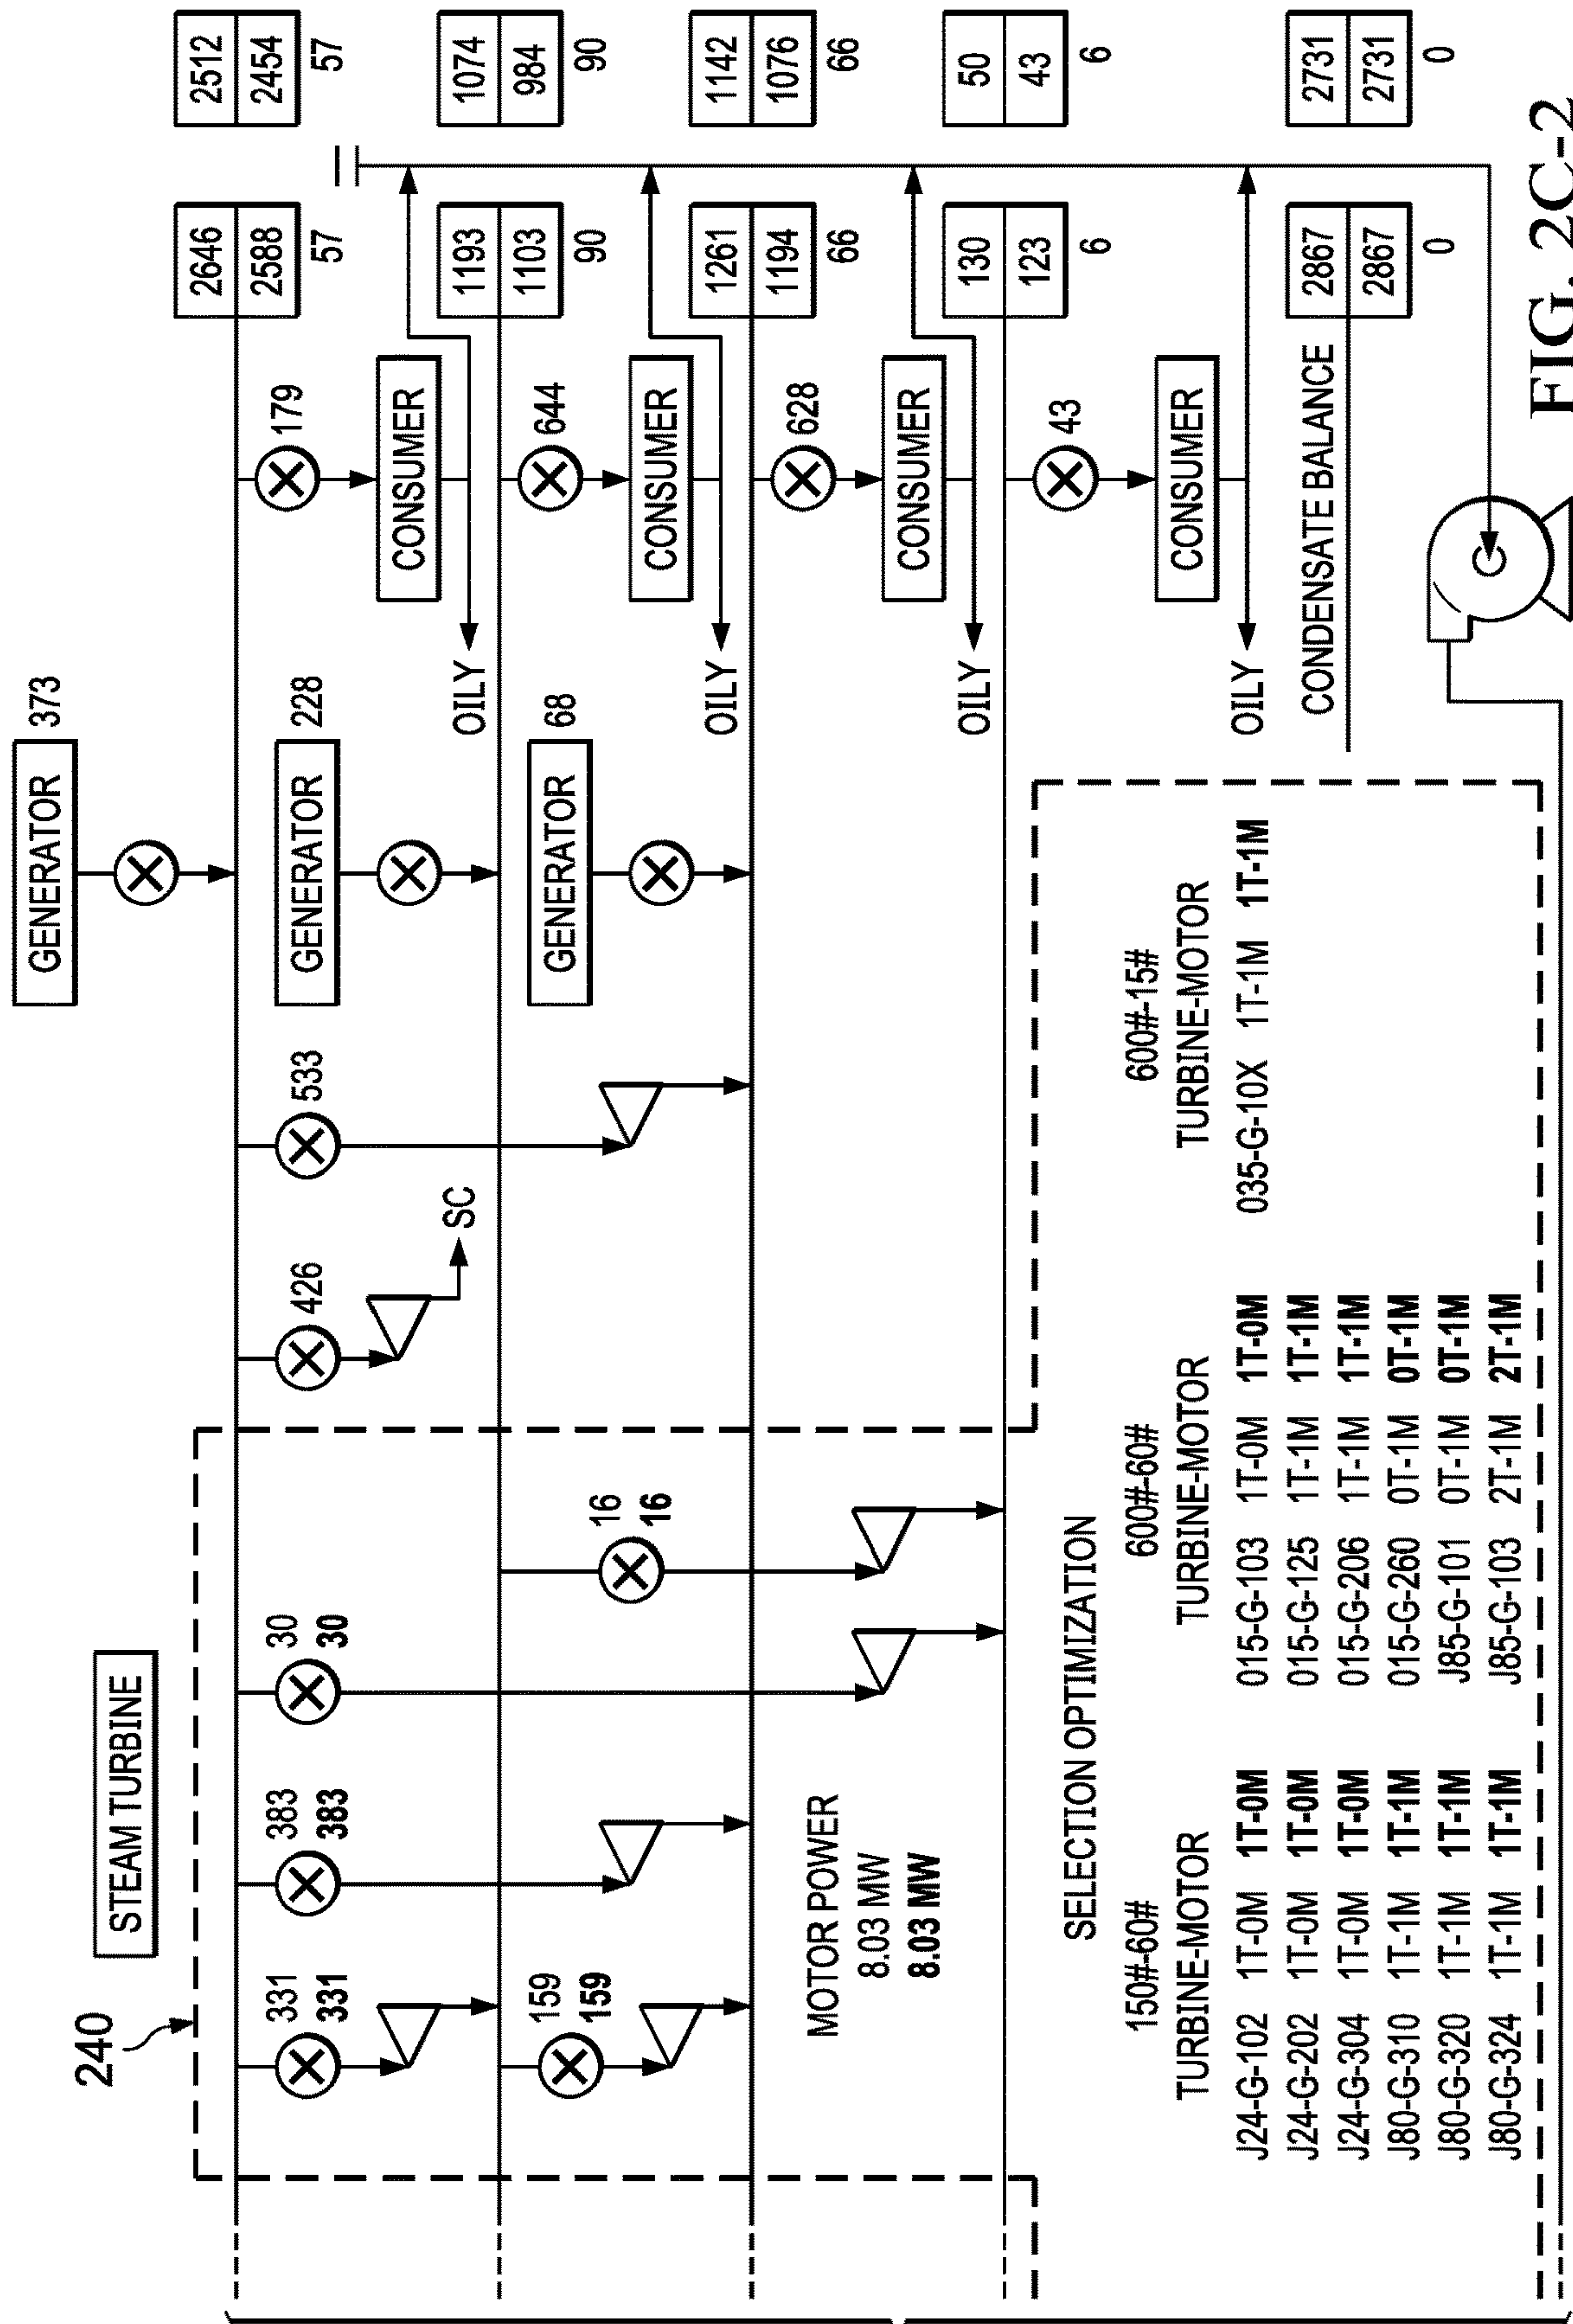 240
STEAM TURBINE
GENERATOR 373
331
331
383
383
30
30
426
533
GENERATOR 228
179
2646
2588
57
2512
2454
57
SC
CONSUMER
OILY
159
159
16
16
GENERATOR 68
644
1193
1103
90
1074
984
90
CONSUMER
OILY
628
1261
1194
66
1142
1076
66
MOTOR POWER
8.03 MW
8.03 MW
CONSUMER
OILY
43
130
123
6
50
43
6
CONSUMER
OILY
SELECTION OPTIMIZATION
150#-60#
TURBINE-MOTOR
J24-G-102 1T-0M 1T-0M
J24-G-202 1T-0M 1T-0M
J24-G-304 1T-0M 1T-0M
J80-G-310 1T-1M 1T-1M
J80-G-320 1T-1M 1T-1M
J80-G-324 1T-1M 1T-1M
600#-60#
TURBINE-MOTOR
015-G-103 1T-0M 1T-0M
015-G-125 1T-1M 1T-1M
015-G-206 1T-1M 1T-1M
015-G-260 0T-1M 0T-1M
J85-G-101 0T-1M 0T-1M
J85-G-103 2T-1M 2T-1M
600#-15#
TURBINE-MOTOR
035-G-10X 1T-1M 1T-1M
CONDENSATE BALANCE
2867
2867
0
2731
2731
0
FIG. 2C-2